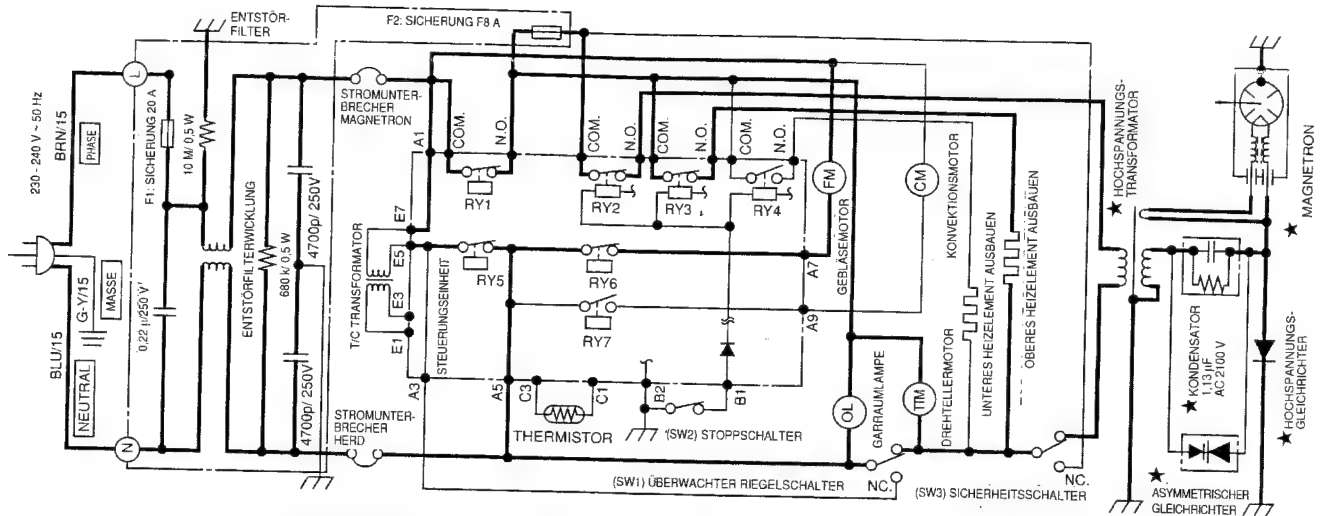 ENTSTÖR-
FILTER
F2: SICHERUNG F8 A
230 - 240 V ~ 50 Hz
BRN/15
PHASE
L
F1: SICHERUNG 20 A
10 M/ 0,5 W
BLU/15
NEUTRAL
G-Y/15
MASSE
N
0,22 µ/250 V
ENTSTÖRFILTERWICKLUNG
680 k/ 0,5 W
4700p/ 250V
4700p/ 250V
STROMUNTER-
BRECHER
MAGNETRON
STROMUNTER-
BRECHER
HERD
T/C TRANSFORMATOR
STEUERUNGSEINHEIT
A1
E7
E5
E3
E1
A3
A5
COM.
N.O.
RY1
COM.
N.O.
RY2
COM.
N.O.
RY3
COM.
N.O.
RY4
RY5
RY6
RY7
A7
A9
C3
C1
B2
B1
THERMISTOR
(SW2) STOPPSCHALTER
FM
GEBLÄSEMOTOR
CM
KONVEKTIONSMOTOR
OL
GARRAUMLAMPE
TTM
DREHTELLERMOTOR
UNTERES HEIZELEMENT AUSBAUEN
OBERES HEIZELEMENT AUSBAUEN
(SW1) ÜBERWACHTER RIEGELSCHALTER
NC.
(SW3) SICHERHEITSSCHALTER
NC.
★ HOCHSPANNUNGS-
TRANSFORMATOR
★ MAGNETRON
★ KONDENSATOR
1,13 µF
AC 2100 V
★ HOCHSPANNUNGS-
GLEICHRICHTER
★
ASYMMETRISCHER
GLEICHRICHTER